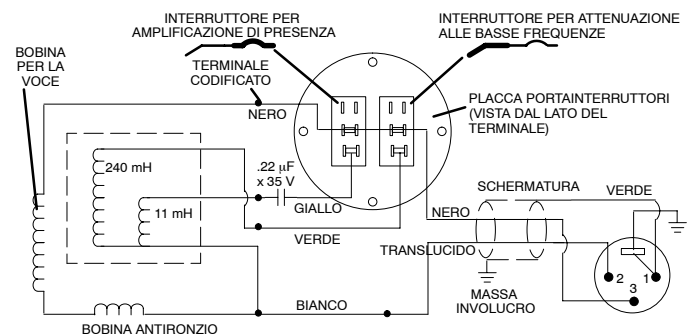 INTERRUTTORE PER
AMPLIFICAZIONE DI PRESENZA
INTERRUTTORE PER ATTENUAZIONE
ALLE BASSE FREQUENZE
BOBINA
PER LA
VOCE
TERMINALE
CODIFICATO
NERO
PLACCA PORTAINTERRUTTORI
(VISTA DAL LATO DEL
TERMINALE)
240 mH
.22 µF
x 35 V
11 mH
GIALLO
VERDE
SCHERMATURA
VERDE
NERO
TRANSLUCIDO
2
1
3
MASSA
INVOLUCRO
BIANCO
BOBINA ANTIRONZIO